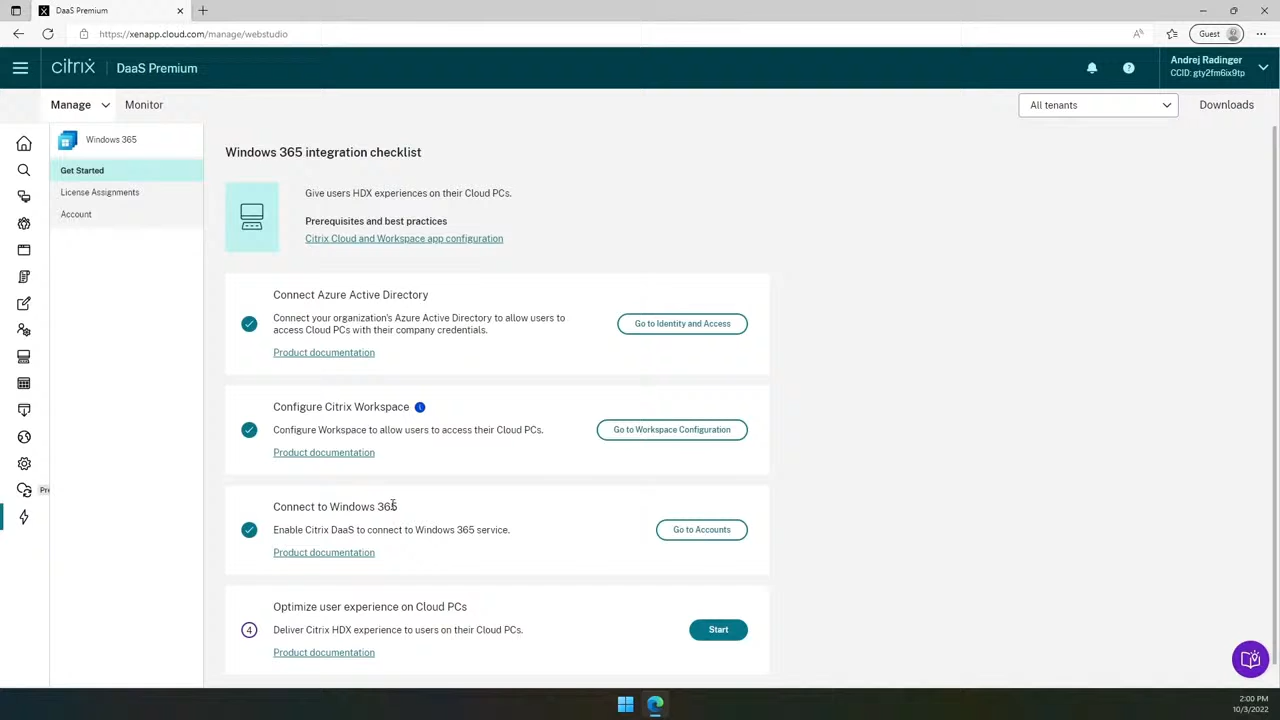 DaaS Premium
https://xenapp.cloud.com/manage/webstudio
Guest
citrix
DaaS Premium
Andrej Radinger
CCID: gty2fm6ix9tp
Manage
Monitor
All tenants
Downloads
Windows 365
Get Started
License Assignments
Account
Windows 365 integration checklist
Give users HDX experiences on their Cloud PCs.
Prerequisites and best practices
Citrix Cloud and Workspace app configuration
Connect Azure Active Directory
Connect your organization's Azure Active Directory to allow users to
access Cloud PCs with their company credentials.
Product documentation
Go to Identity and Access
Configure Citrix Workspace
Configure Workspace to allow users to access their Cloud PCs.
Product documentation
Go to Workspace Configuration
Pre
Connect to Windows 365
Enable Citrix DaaS to connect to Windows 365 service.
Product documentation
Go to Accounts
4
Optimize user experience on Cloud PCs
Deliver Citrix HDX experience to users on their Cloud PCs.
Product documentation
Start
2:00 PM
10/3/2022